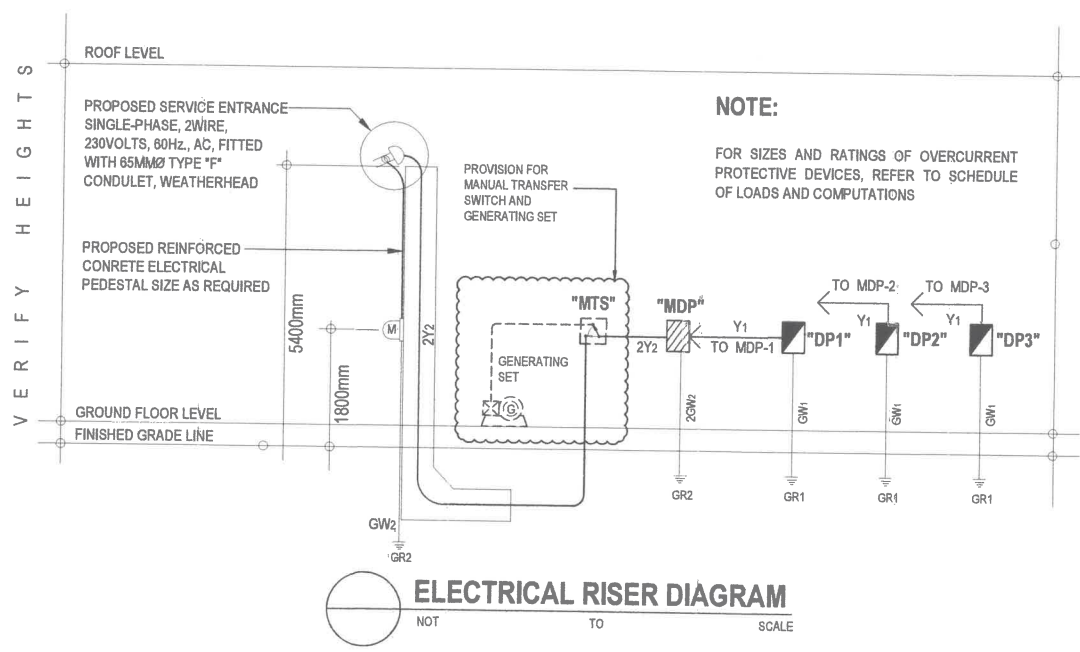 ROOF LEVEL
VERIFY HEIGHTS
PROPOSED SERVICE ENTRANCE
SINGLE-PHASE, 2WIRE,
230VOLTS, 60Hz., AC, FITTED
WITH 65MMØ TYPE "F"
CONDULET, WEATHERHEAD
PROPOSED REINFORCED
CONRETE ELECTRICAL
PEDESTAL SIZE AS REQUIRED
5400mm
1800mm
M
2Y2
GROUND FLOOR LEVEL
FINISHED GRADE LINE
GW2
GR2
PROVISION FOR
MANUAL TRANSFER
SWITCH AND
GENERATING SET
"MTS"
GENERATING
SET
G
2Y2
"MDP"
2GW2
GR2
Y1
TO MDP-1
"DP1"
GW1
GR1
TO MDP-2
Y1
"DP2"
GW1
GR1
TO MDP-3
Y1
"DP3"
GW1
GR1
NOTE:
FOR SIZES AND RATINGS OF OVERCURRENT
PROTECTIVE DEVICES, REFER TO SCHEDULE
OF LOADS AND COMPUTATIONS
ELECTRICAL RISER DIAGRAM
NOT TO SCALE